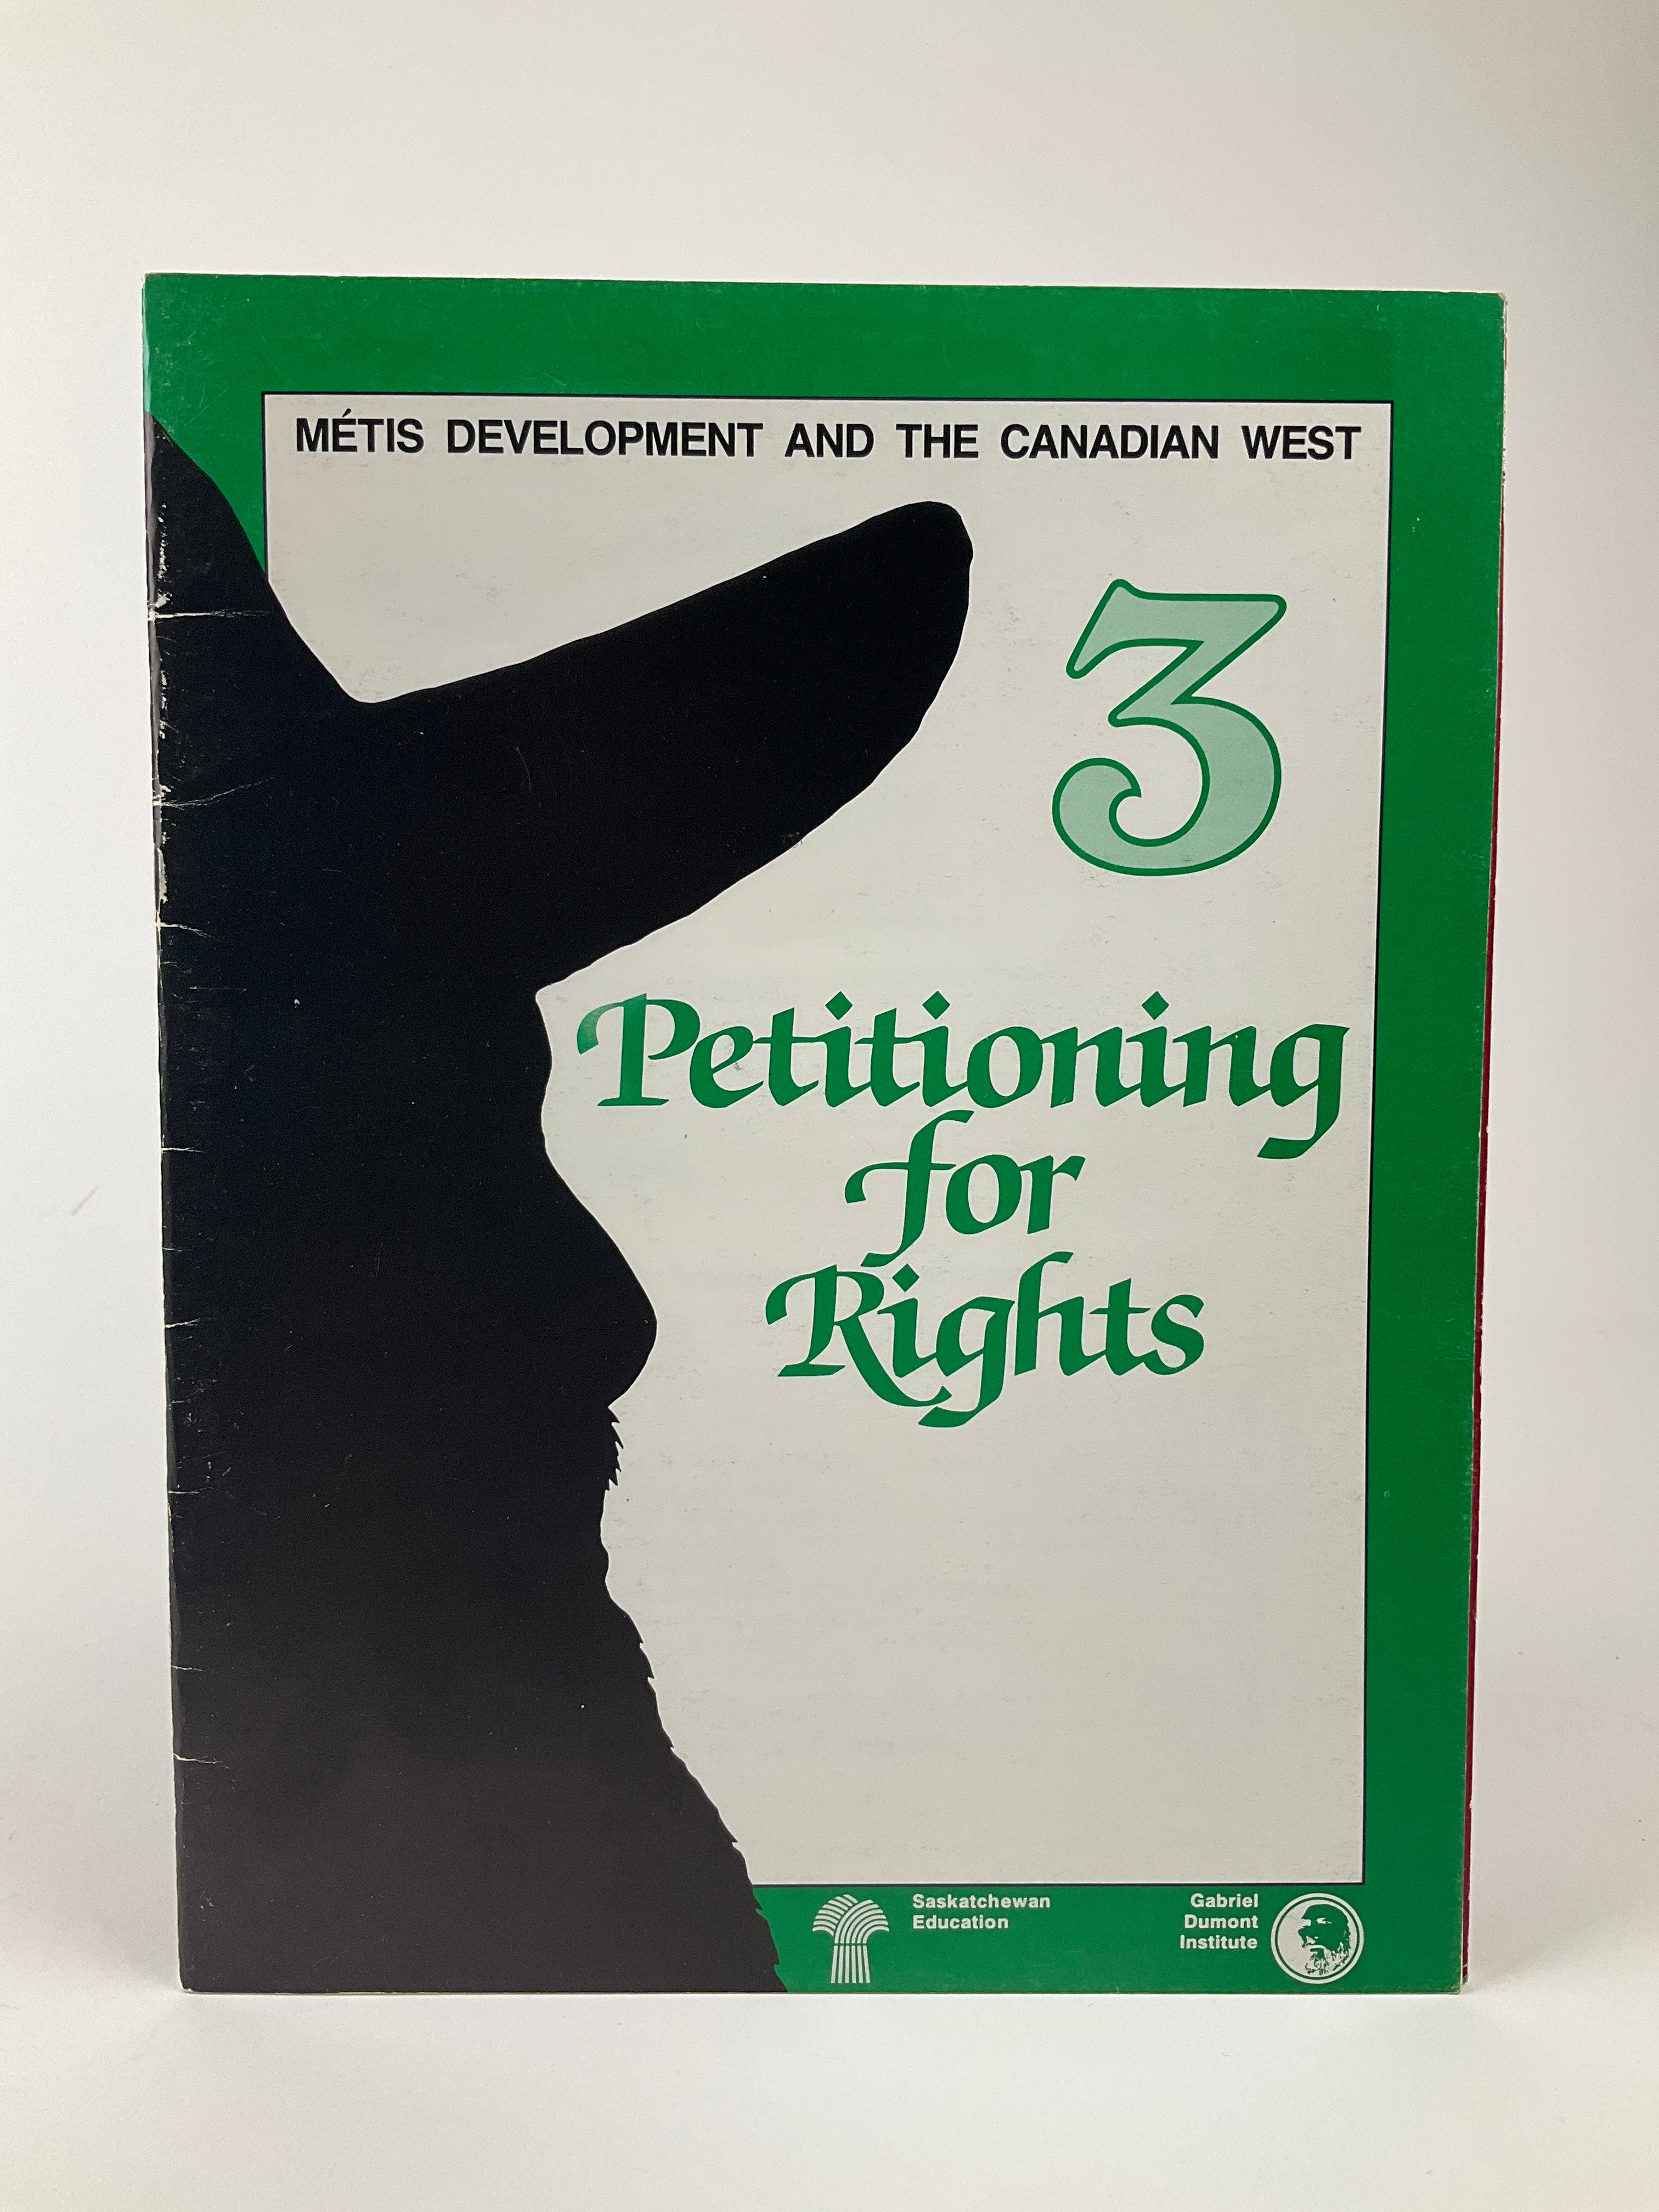 MÉTIS DEVELOPMENT AND THE CANADIAN WEST
3
Petitioning
for
Rights
Saskatchewan
Education
Gabriel
Dumont
Institute